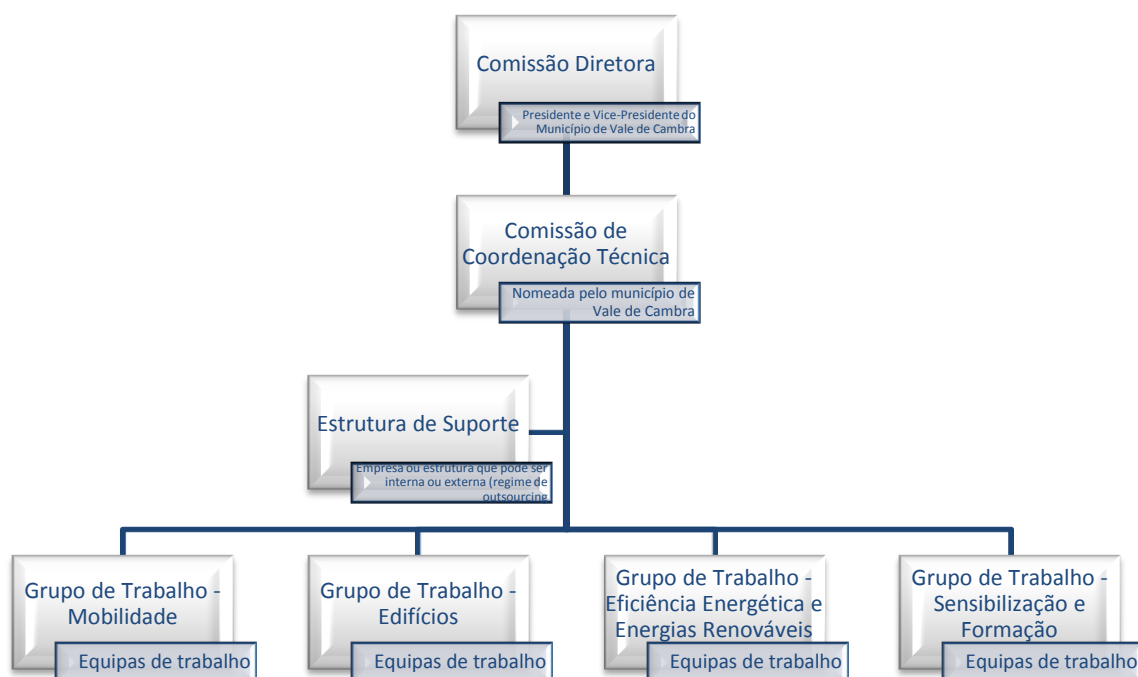 Comissão Diretora
Presidente e Vice-Presidente do
Município de Vale de Cambra
Comissão de
Coordenação Técnica
Nomeada pelo município de
Vale de Cambra
Estrutura de Suporte
Empresa ou estrutura que pode ser
interna ou externa (regime de
outsourcing
Grupo de Trabalho -
Mobilidade
Equipas de trabalho
Grupo de Trabalho -
Edifícios
Equipas de trabalho
Grupo de Trabalho -
Eficiência Energética e
Energias Renováveis
Equipas de trabalho
Grupo de Trabalho -
Sensibilização e
Formação
Equipas de trabalho